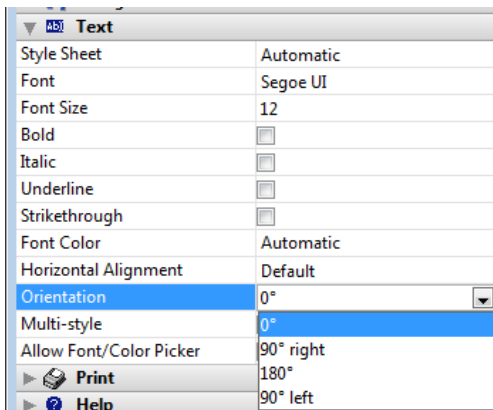 Text
Style Sheet Automatic
Font Segoe UI
Font Size 12
Bold
Italic
Underline
Strikethrough
Font Color Automatic
Horizontal Alignment Default
Orientation 0°
Multi-style 0°
Allow Font/Color Picker 90° right
Print 180°
Help 90° left